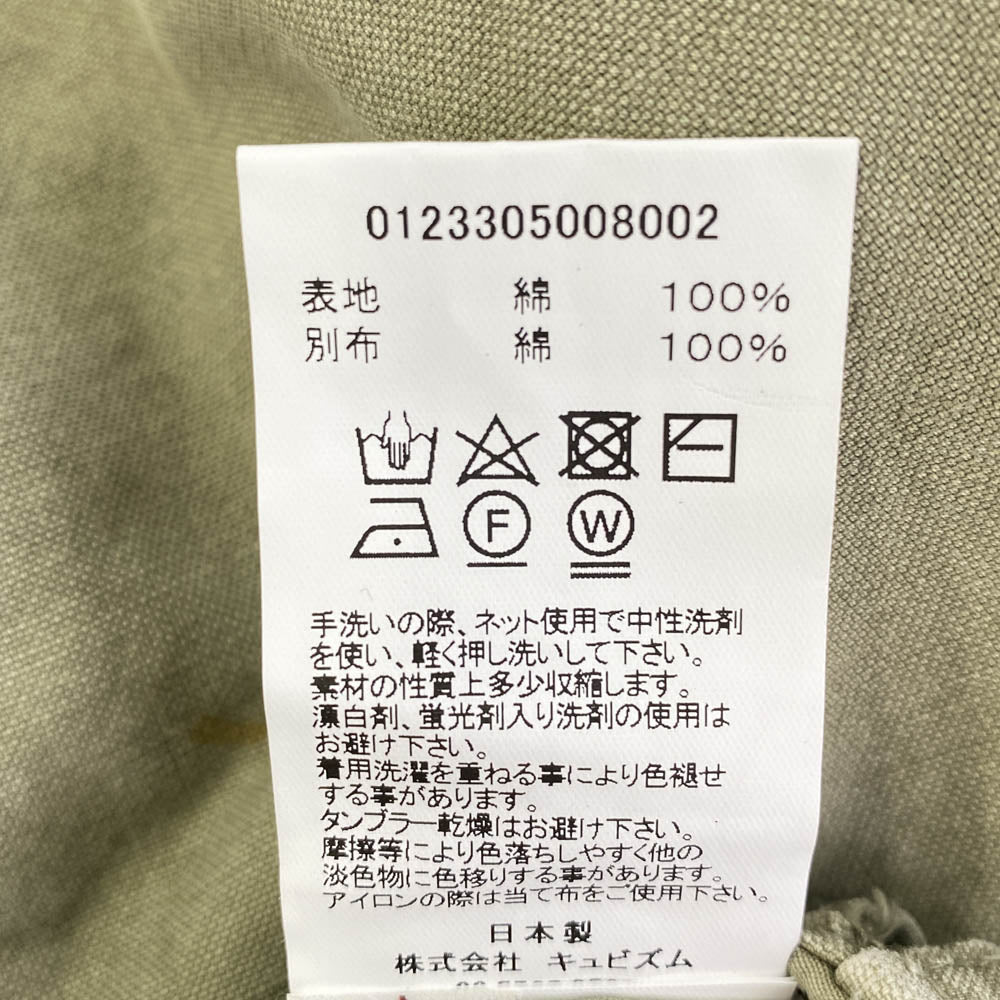 0123305008002
表地 綿 100%
別布 綿 100%
F W
手洗いの際、ネット使用で中性洗剤
を使い、軽く押し洗いして下さい。
素材の性質上多少収縮します。
漂白剤、蛍光剤入り洗剤の使用は
お避け下さい。
着用洗濯を重ねる事により色褪せ
する事があります。
タンブラー乾燥はお避け下さい。
摩擦等により色落ちしやすく他の
淡色物に色移りする事があります。
アイロンの際は当て布をご使用下さい。
日本製
株式会社 キュビズム